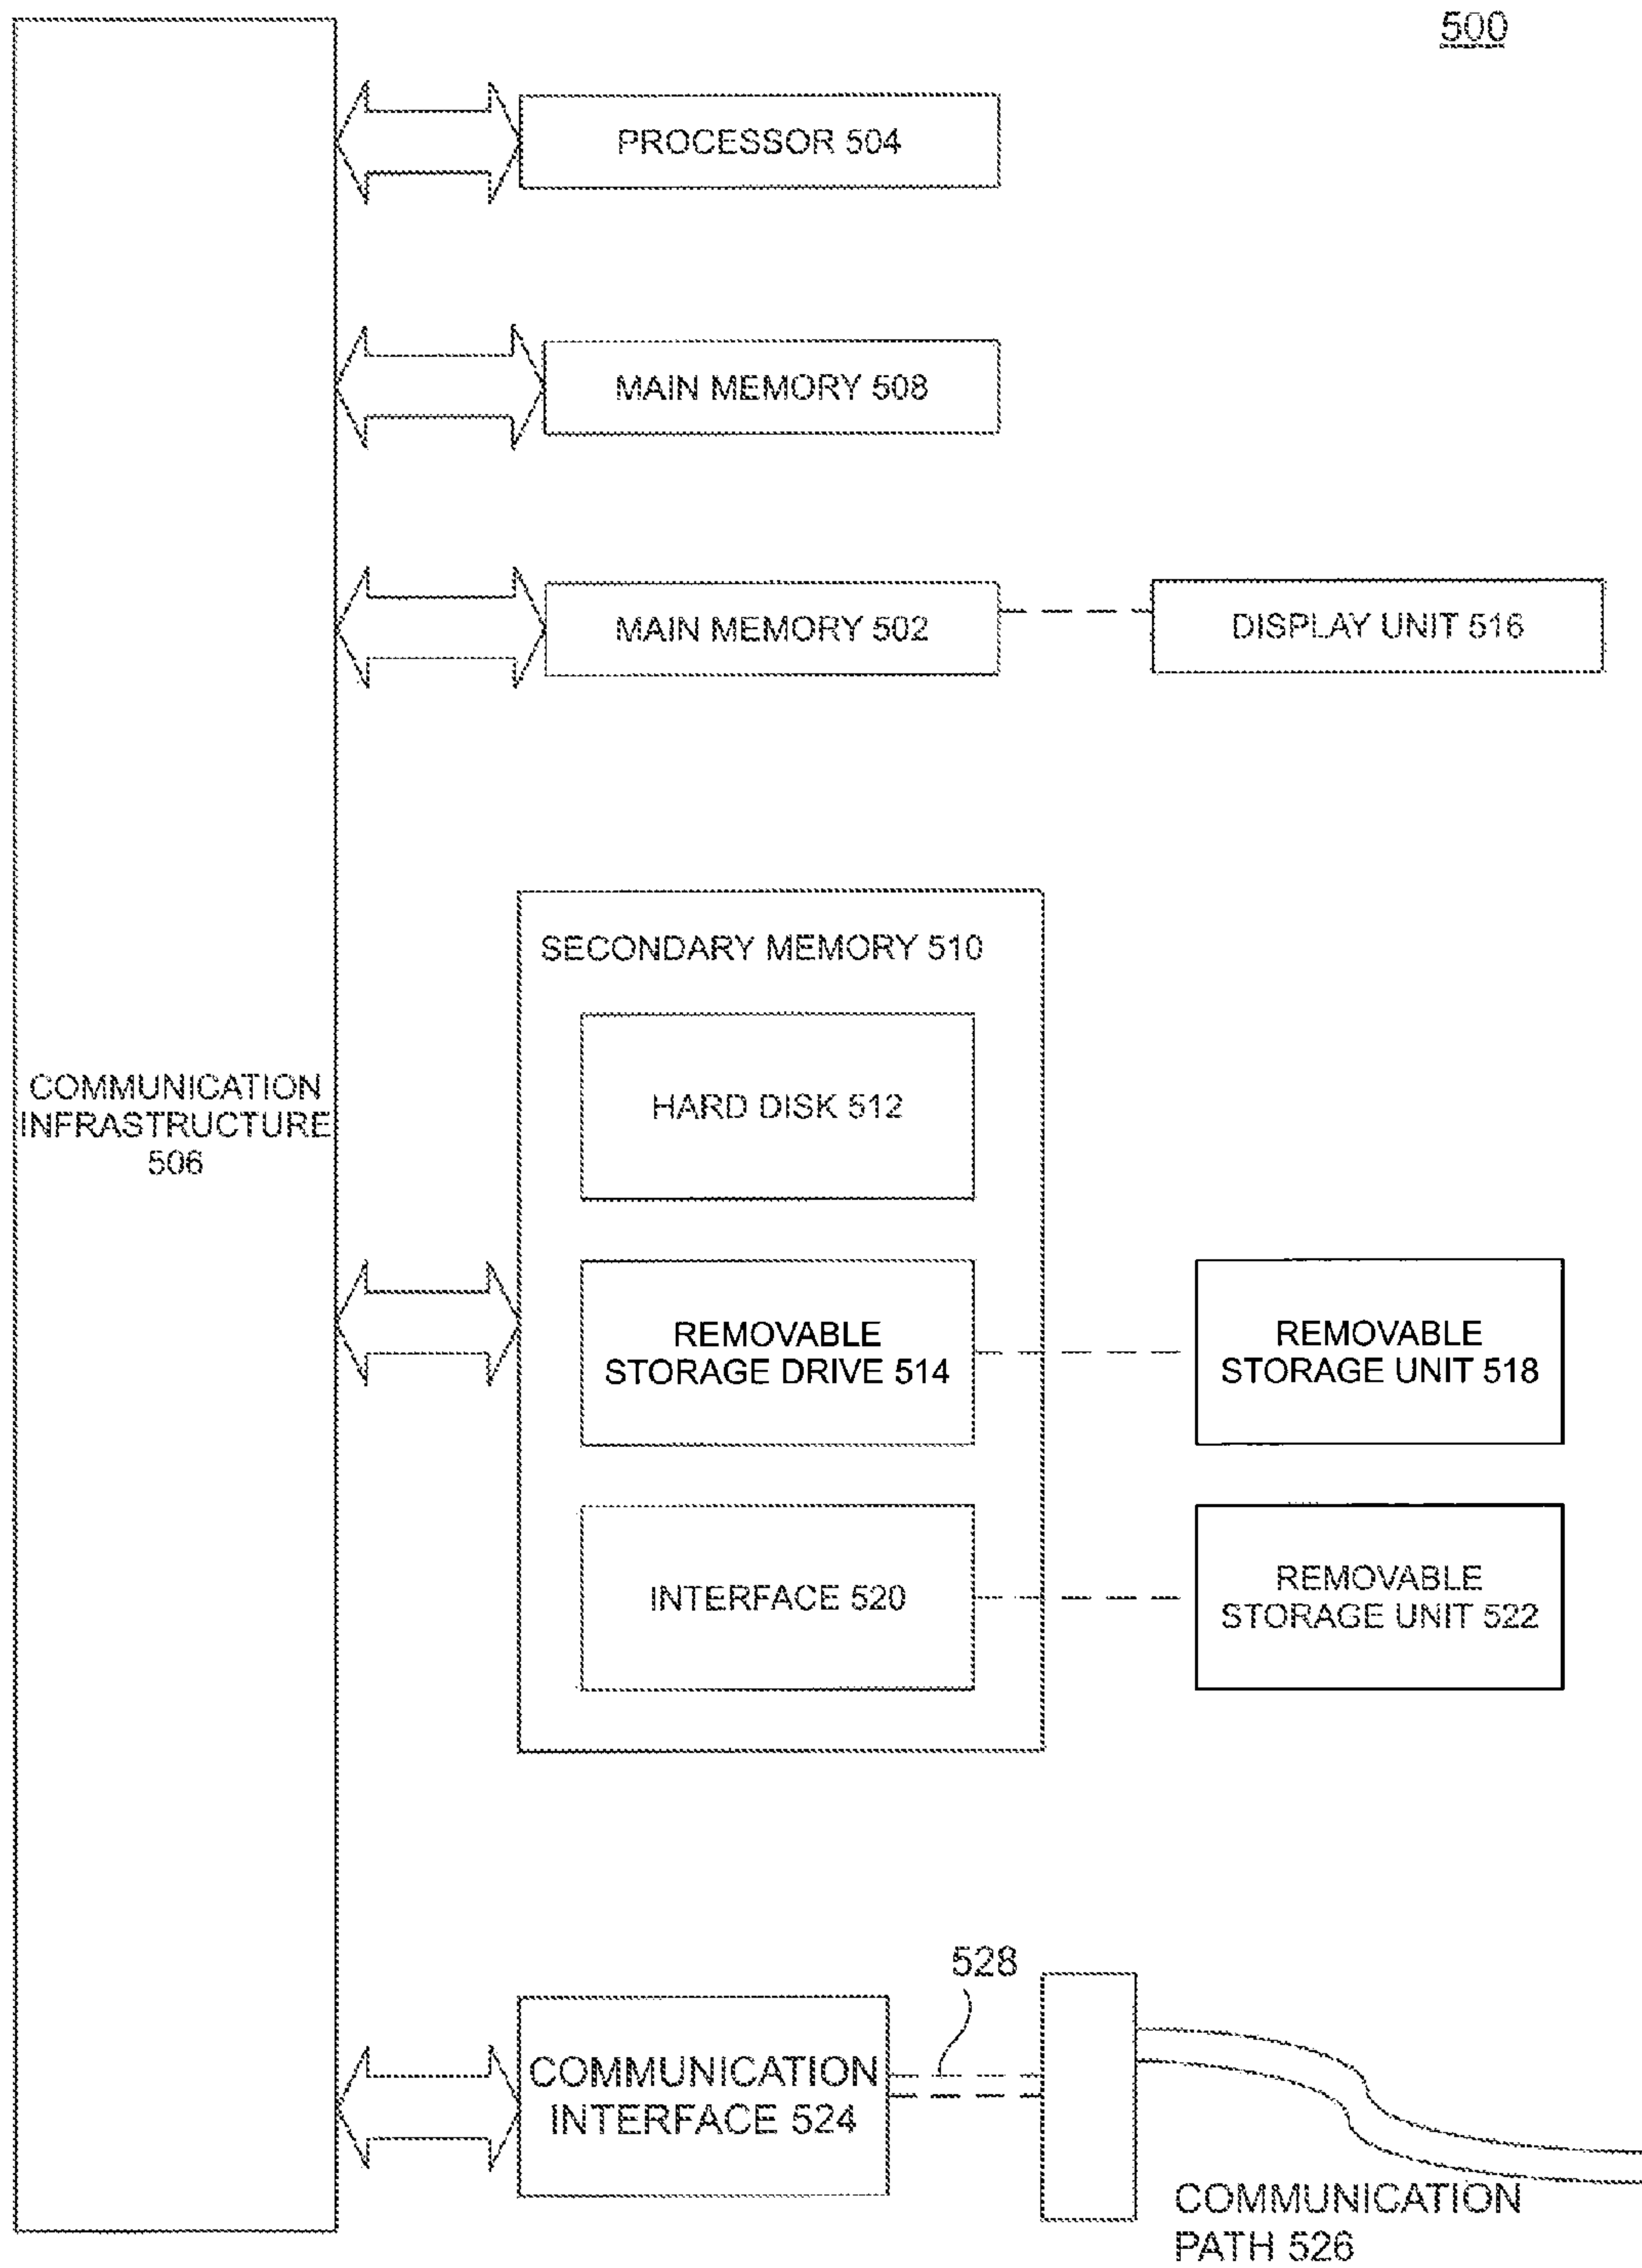 500
PROCESSOR 504
MAIN MEMORY 508
MAIN MEMORY 502
DISPLAY UNIT 516
SECONDARY MEMORY 510
HARD DISK 512
COMMUNICATION
INFRASTRUCTURE
506
REMOVABLE
STORAGE DRIVE 514
REMOVABLE
STORAGE UNIT 518
INTERFACE 520
REMOVABLE
STORAGE UNIT 522
528
COMMUNICATION
INTERFACE 524
COMMUNICATION
PATH 526